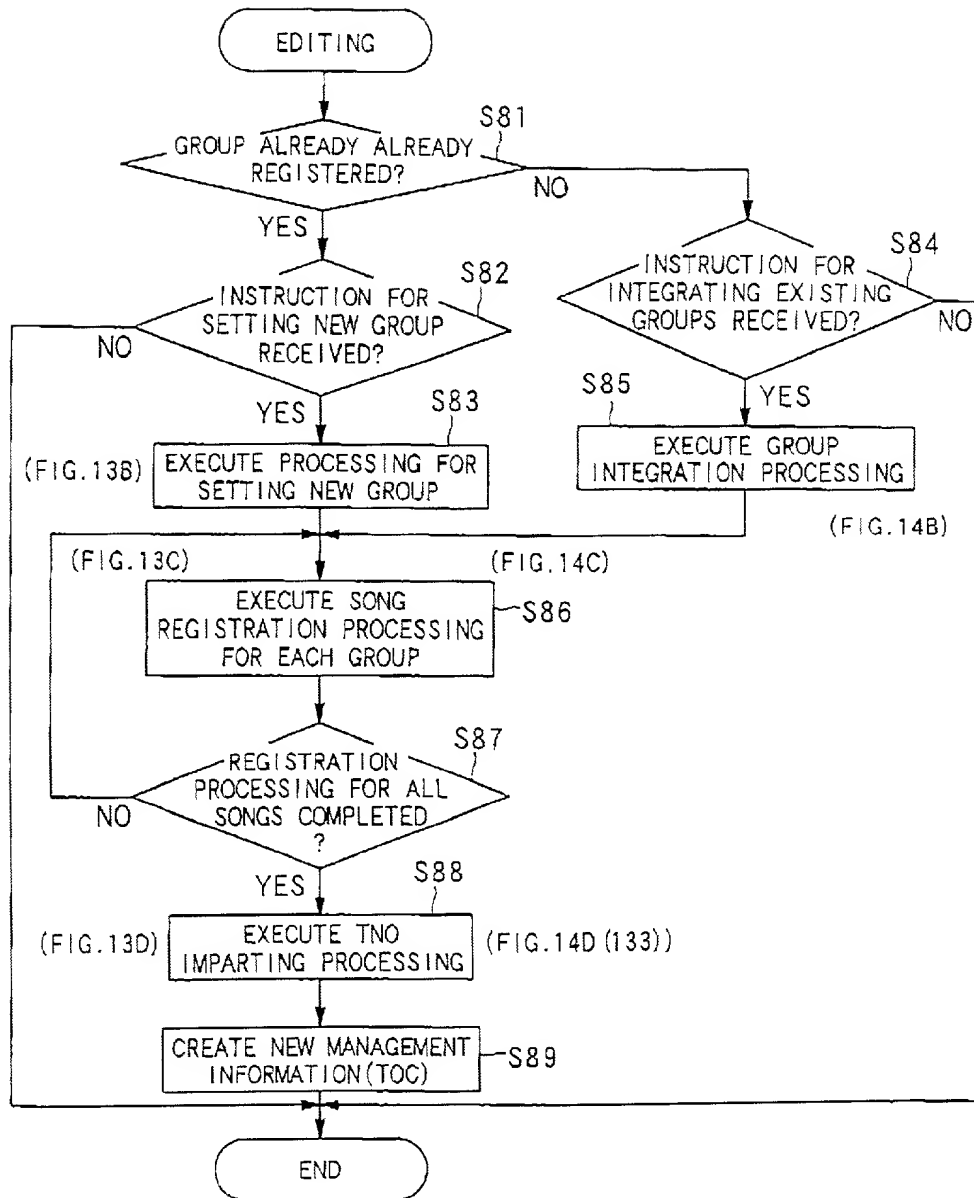 EDITING
S81
GROUP ALREADY ALREADY
REGISTERED?
NO
YES
S82
INSTRUCTION FOR
SETTING NEW GROUP
RECEIVED?
NO
YES
S84
INSTRUCTION FOR
INTEGRATING EXISTING
GROUPS RECEIVED?
NO
YES
S83
(FIG.13B)
EXECUTE PROCESSING FOR
SETTING NEW GROUP
S85
EXECUTE GROUP
INTEGRATION PROCESSING
(FIG.14B)
(FIG.13C)
(FIG.14C)
EXECUTE SONG
REGISTRATION PROCESSING
FOR EACH GROUP
S86
S87
REGISTRATION
PROCESSING FOR ALL
SONGS COMPLETED
?
NO
YES
S88
(FIG.13D)
EXECUTE TNO
IMPARTING PROCESSING
(FIG.14D(133))
CREATE NEW MANAGEMENT
INFORMATION(TOC)
S89
END